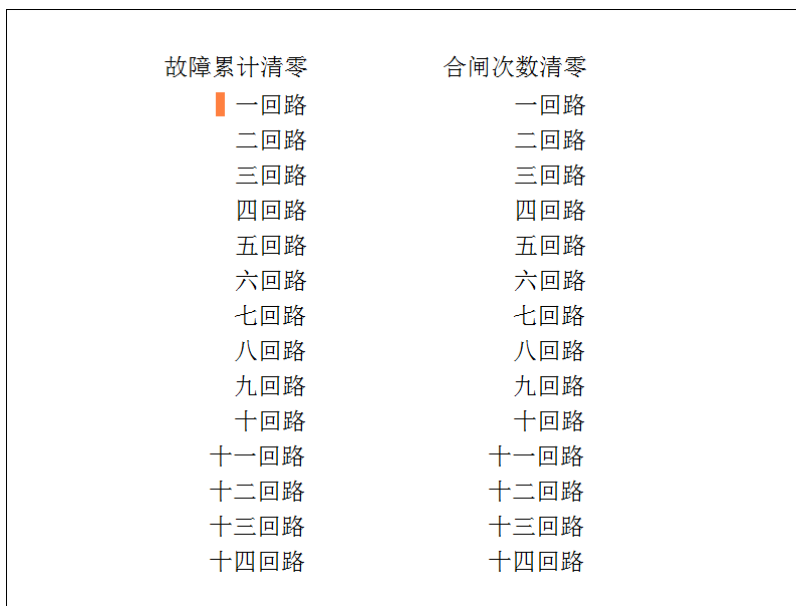 故障累计清零 合闸次数清零
一回路 一回路
二回路 二回路
三回路 三回路
四回路 四回路
五回路 五回路
六回路 六回路
七回路 七回路
八回路 八回路
九回路 九回路
十回路 十回路
十一回路 十一回路
十二回路 十二回路
十三回路 十三回路
十四回路 十四回路